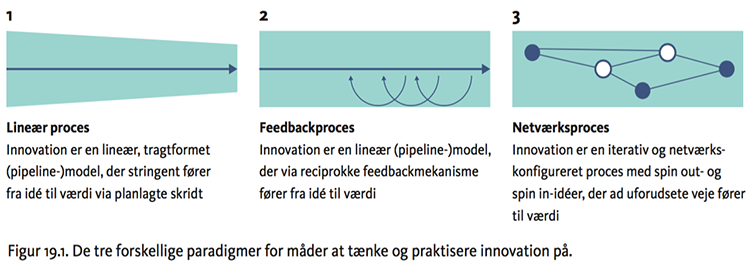 1
Lineær proces
Innovation er en lineær, tragtformet
(pipeline-)model, der stringent fører
fra idé til værdi via planlagte skridt
2
Feedbackproces
Innovation er en lineær (pipeline-)model,
der via reciprokke feedbackmekanisme
fører fra idé til værdi
3
Netværksproces
Innovation er en iterativ og netværks-
konfigureret proces med spin out- og
spin in-idéer, der ad uforudsete veje fører
til værdi
Figur 19.1. De tre forskellige paradigmer for måder at tænke og praktisere innovation på.